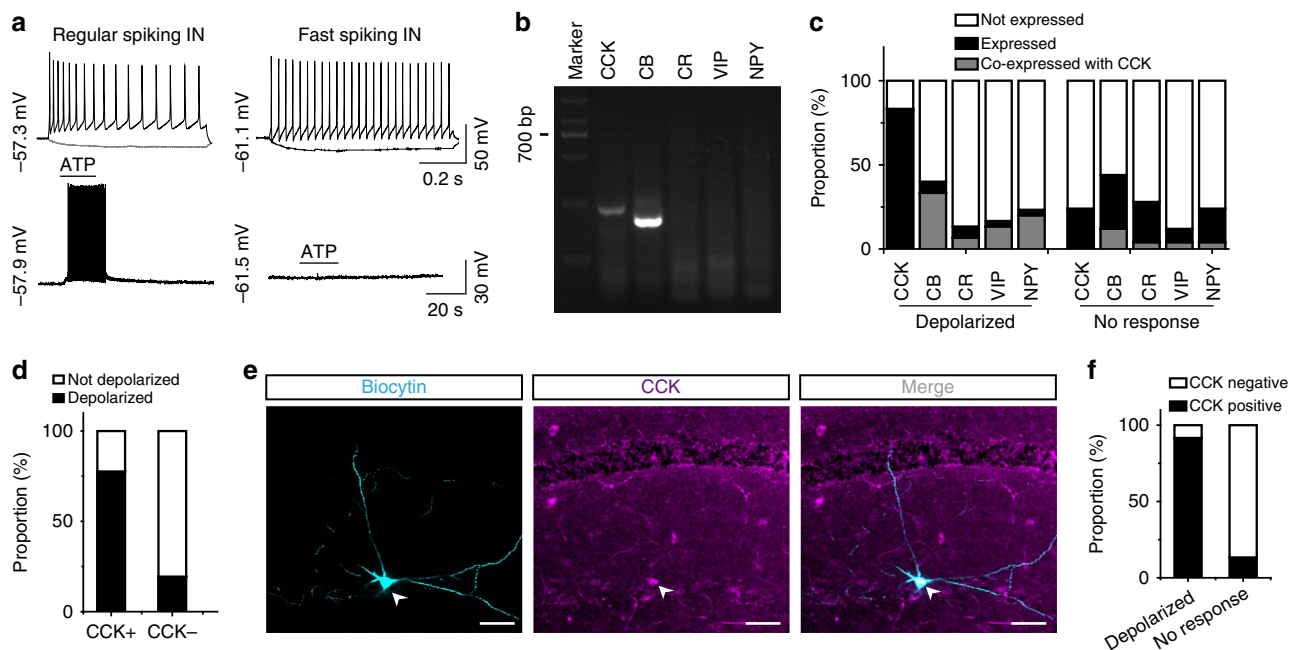 a
Regular spiking IN
Fast spiking IN
−57.3 mV
−61.1 mV
50 mV
0.2 s
ATP
ATP
−57.9 mV
−61.5 mV
30 mV
20 s
b
Marker
CCK
CB
CR
VIP
NPY
700 bp
c
Not expressed
Expressed
Co-expressed with CCK
Proportion (%)
100
50
0
CCK
CB
CR
VIP
NPY
CCK
CB
CR
VIP
NPY
Depolarized
No response
d
Not depolarized
Depolarized
Proportion (%)
100
50
0
CCK+
CCK−
e
Biocytin
CCK
Merge
f
CCK negative
CCK positive
Proportion (%)
100
50
0
Depolarized
No response